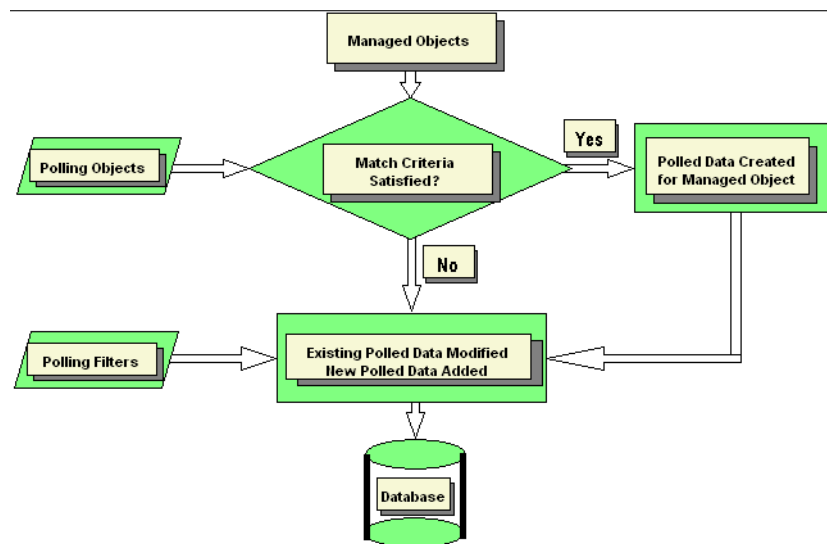 Managed Objects
Polling Objects
Match Criteria
Satisfied?
Yes
Polled Data Created
for Managed Object
No
Polling Filters
Existing Polled Data Modified
New Polled Data Added
Database